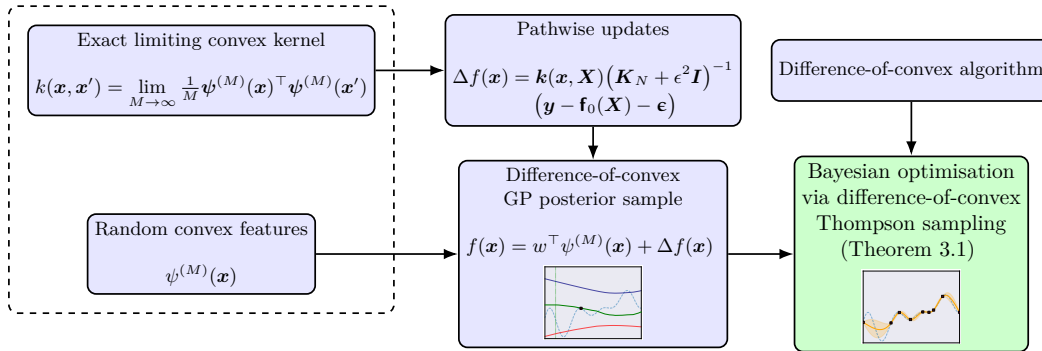 Exact limiting convex kernel
k(𝒙, 𝒙′) = lim_{M→∞} 1/M 𝝍^{(M)}(𝒙)^⊤ 𝝍^{(M)}(𝒙′)
Pathwise updates
Δf(𝒙) = 𝒌(𝒙, 𝑿)(𝑲_N + ϵ²𝑰)^{−1}
(𝒚 − 𝐟₀(𝑿) − 𝛜)
Difference-of-convex algorithm
Random convex features
ψ^{(M)}(𝒙)
Difference-of-convex
GP posterior sample
f(𝒙) = w^⊤ψ^{(M)}(𝒙) + Δf(𝒙)
Bayesian optimisation
via difference-of-convex
Thompson sampling
(Theorem 3.1)